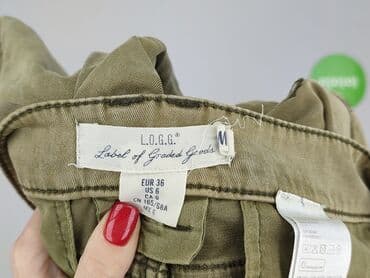 L.O.G.G.®
Label of Graded Goods
M
EUR 36
US 6
CA 6
CN 165/68A